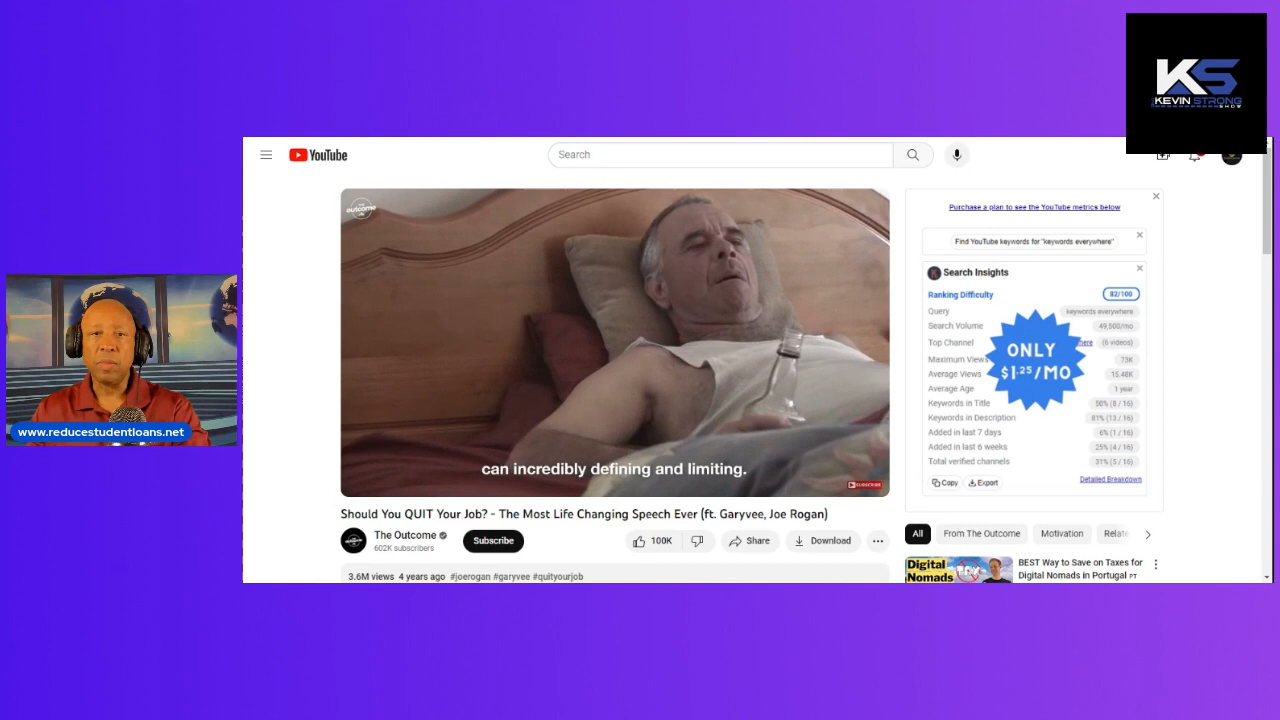 KS
KEVIN STRONG
SHOW
YouTube
Search
the
outcome
can incredibly defining and limiting.
SUBSCRIBE
Should You QUIT Your Job? - The Most Life Changing Speech Ever (ft. Garyvee, Joe Rogan)
The Outcome
602K subscribers
Subscribe
100K
Share
Download
3.6M views 4 years ago #joerogan #garyvee #quityourjob
Purchase a plan to see the YouTube metrics below
Find YouTube keywords for "keywords everywhere"
Search Insights
Ranking Difficulty 82/100
Query keywords everywhere
Search Volume 49,500/mo
Top Channel here (6 videos)
Maximum Views 73K
Average Views 15.48K
Average Age 1 year
Keywords in Title 50% (8 / 16)
Keywords in Description 81% (13 / 16)
Added in last 7 days 6% (1 / 16)
Added in last 6 weeks 25% (4 / 16)
Total verified channels 31% (5 / 16)
ONLY
$1.25/MO
Copy Export Detailed Breakdown
All From The Outcome Motivation Relate
Digital
Nomads
BEST Way to Save on Taxes for
Digital Nomads in Portugal PT
www.reducestudentloans.net